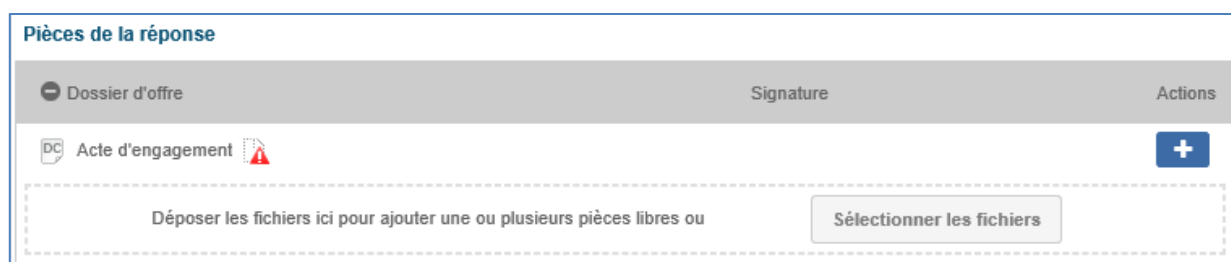 Pièces de la réponse
Dossier d'offre Signature Actions
DC Acte d'engagement
Déposer les fichiers ici pour ajouter une ou plusieurs pièces libres ou Sélectionner les fichiers